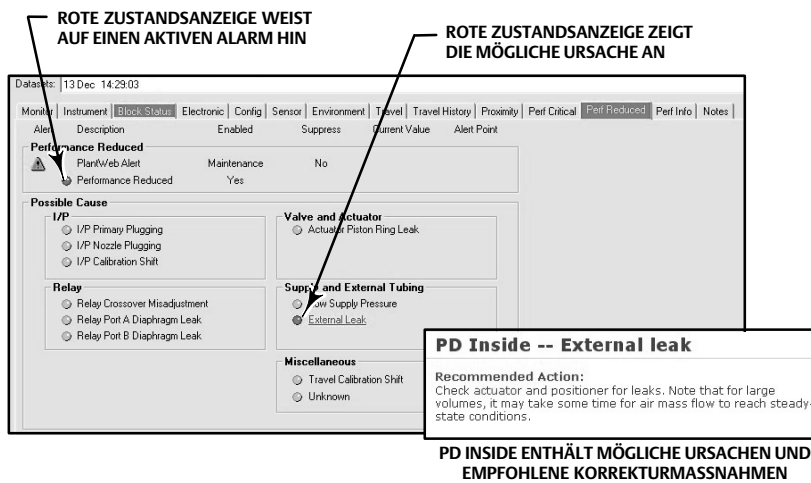 ROTE ZUSTANDSANZEIGE WEIST
AUF EINEN AKTIVEN ALARM HIN
ROTE ZUSTANDSANZEIGE ZEIGT
DIE MÖGLICHE URSACHE AN
Datasets: 13 Dec 14:29:03
Monitor Instrument Block Status Electronic Config Sensor Environment Travel Travel History Proximity Perf Critical Perf Reduced Perf Info Notes
Alert Description Enabled Suppress Current Value Alert Point
Performance Reduced
PlantWeb Alert Maintenance No
Performance Reduced Yes
Possible Cause
I/P
I/P Primary Plugging
I/P Nozzle Plugging
I/P Calibration Shift
Valve and Actuator
Actuator Piston Ring Leak
Relay
Relay Crossover Misadjustment
Relay Port A Diaphragm Leak
Relay Port B Diaphragm Leak
Supply and External Tubing
Low Supply Pressure
External Leak
Miscellaneous
Travel Calibration Shift
Unknown
PD Inside -- External leak
Recommended Action:
Check actuator and positioner for leaks. Note that for large
volumes, it may take some time for air mass flow to reach steady-
state conditions.
PD INSIDE ENTHÄLT MÖGLICHE URSACHEN UND
EMPFOHLENE KORREKTURMASSNAHMEN